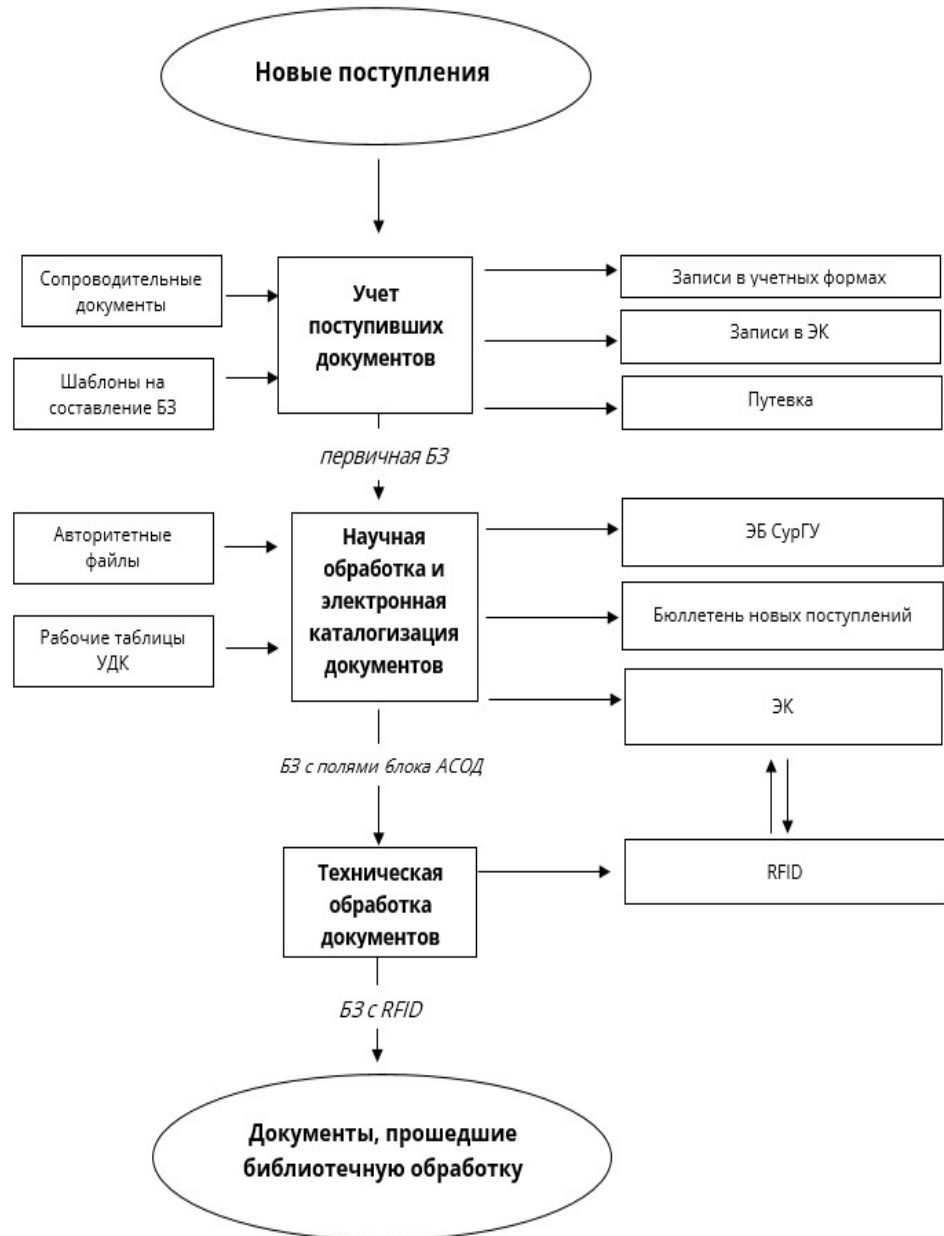 Новые поступления
Сопроводительные
документы
Шаблоны на
составление БЗ
Учет
поступивших
документов
Записи в учетных формах
Записи в ЭК
Путевка
первичная БЗ
Авторитетные
файлы
Рабочие таблицы
УДК
Научная
обработка и
электронная
каталогизация
документов
ЭБ СурГУ
Бюллетень новых поступлений
ЭК
БЗ с полями блока АСОД
Техническая
обработка
документов
RFID
БЗ с RFID
Документы, прошедшие
библиотечную обработку